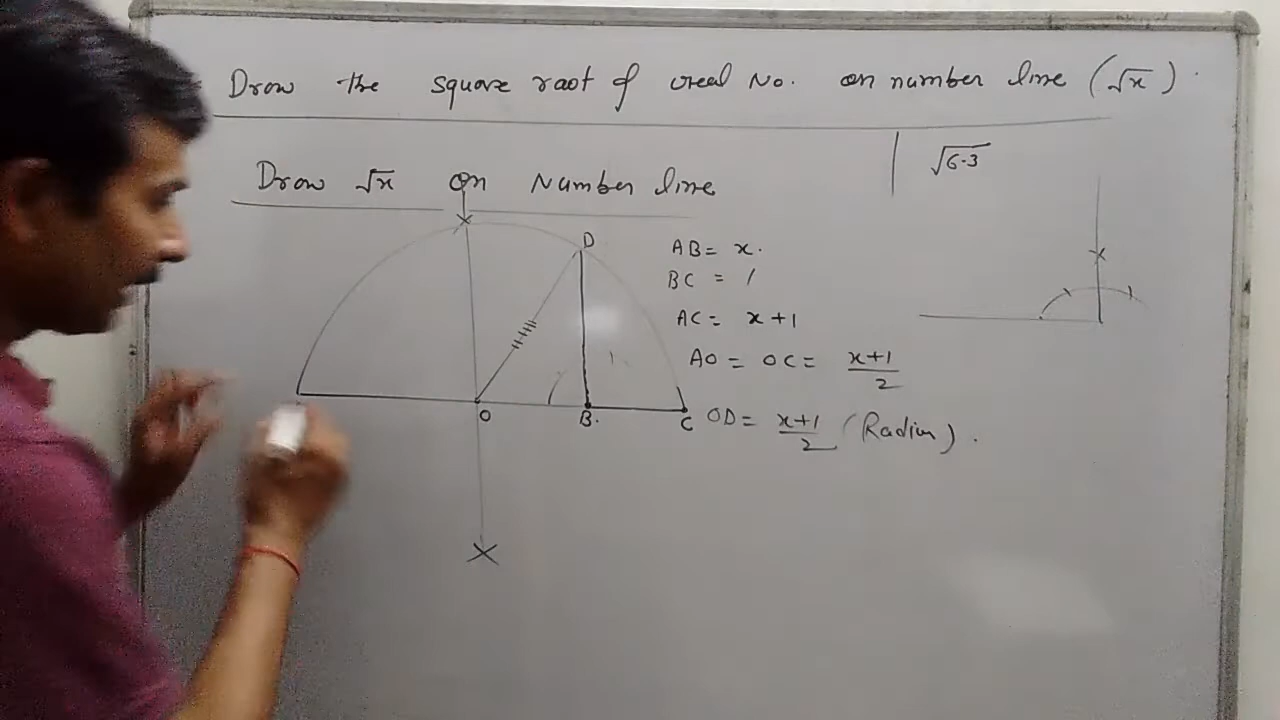 Draw the square root of real No. on number line (√x).
√6.3
Draw √x on Number line
D
AB = x.
BC = 1
AC = x+1
AO = OC = x+1/2
O B. C
OD = x+1/2 (Radius).